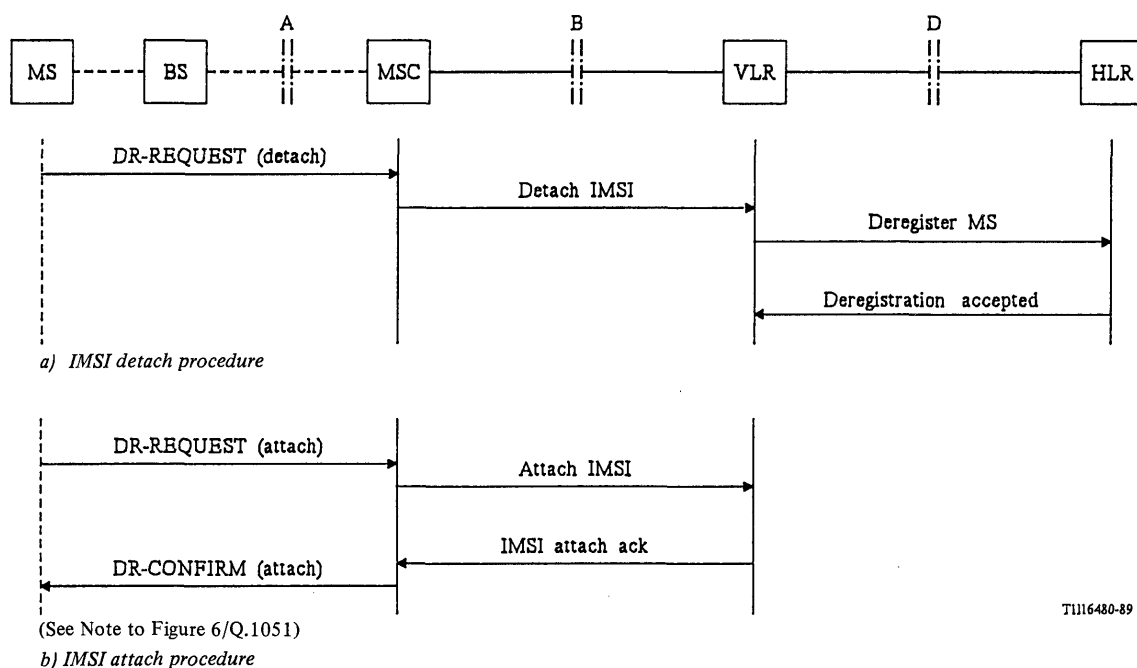 A B D
MS BS MSC VLR HLR
DR-REQUEST (detach)
Detach IMSI
Deregister MS
Deregistration accepted
a) IMSI detach procedure
DR-REQUEST (attach)
Attach IMSI
IMSI attach ack
DR-CONFIRM (attach)
T1116480-89
(See Note to Figure 6/Q.1051)
b) IMSI attach procedure